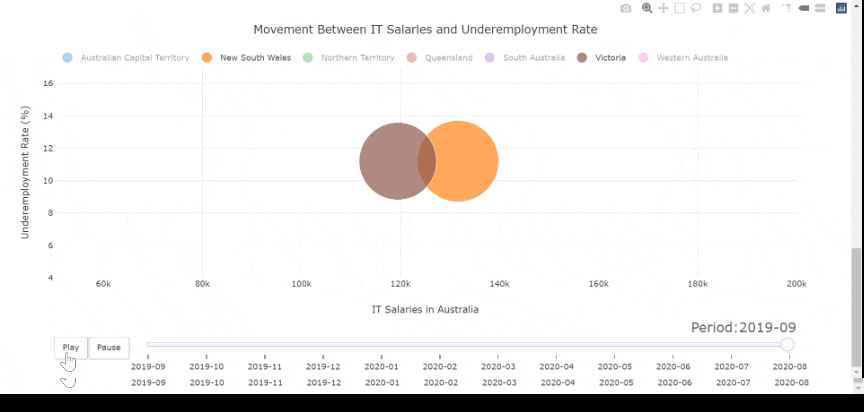 Movement Between IT Salaries and Underemployment Rate
Australian Capital Territory New South Wales Northern Territory Queensland South Australia Victoria Western Australia
Underemployment Rate (%)
16
14
12
10
8
6
4
60k 80k 100k 120k 140k 160k 180k 200k
IT Salaries in Australia
Period:2019-09
Play Pause
2019-09 2019-10 2019-11 2019-12 2020-01 2020-02 2020-03 2020-04 2020-05 2020-06 2020-07 2020-08
2019-09 2019-10 2019-11 2019-12 2020-01 2020-02 2020-03 2020-04 2020-05 2020-06 2020-07 2020-08